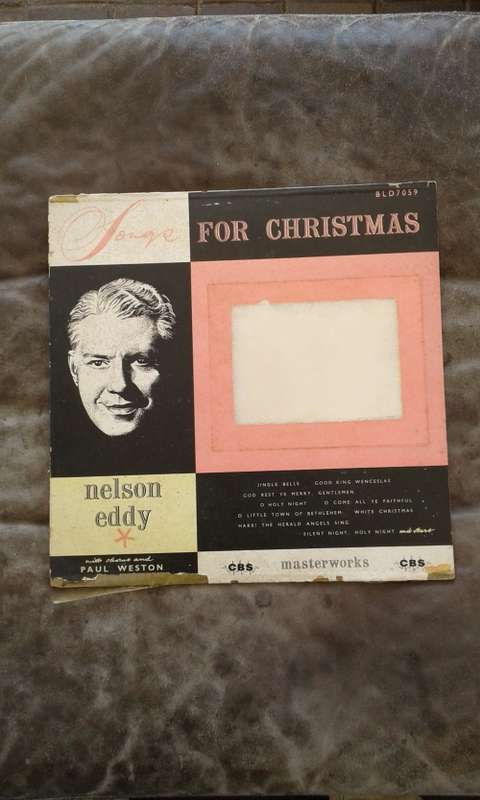 BLD7059
Songs FOR CHRISTMAS
JINGLE BELLS GOOD KING WENCESLAS
GOD REST YE MERRY, GENTLEMEN
O HOLY NIGHT O COME ALL YE FAITHFUL
O LITTLE TOWN OF BETHLEHEM WHITE CHRISTMAS
HARK! THE HERALD ANGELS SING
SILENT NIGHT, HOLY NIGHT and others
nelson
eddy
with chorus and
PAUL WESTON
CBS masterworks CBS